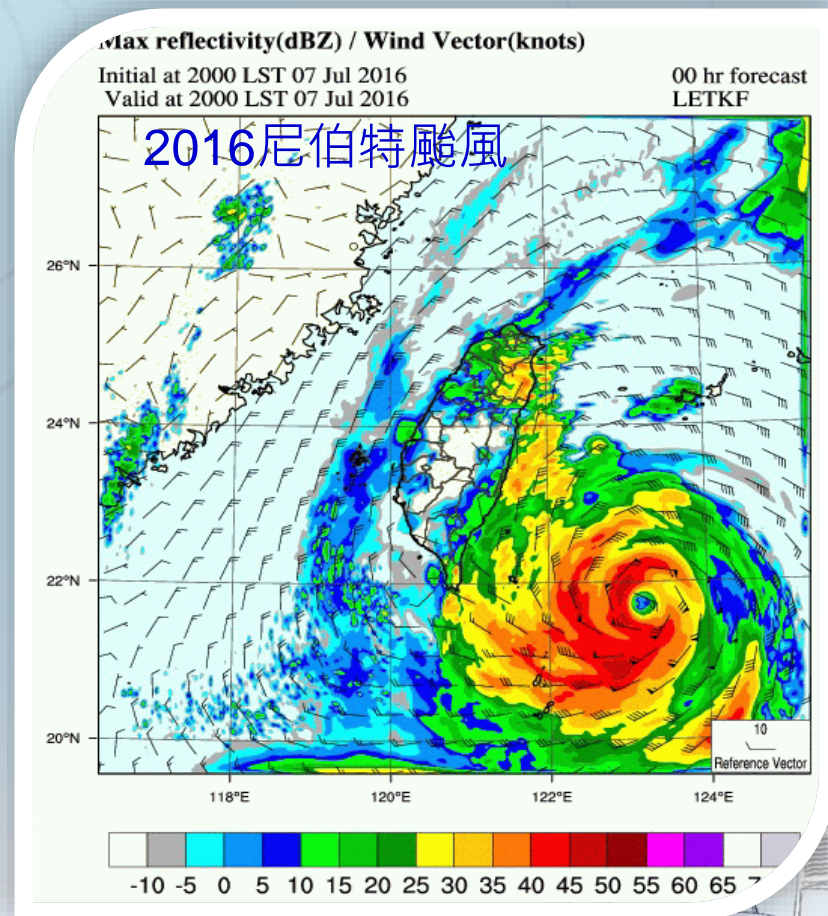 Max reflectivity(dBZ) / Wind Vector(knots)
Initial at 2000 LST 07 Jul 2016
00 hr forecast
Valid at 2000 LST 07 Jul 2016
LETKF
2016尼伯特颱風
26°N
24°N
22°N
20°N
10
Reference Vector
118°E
120°E
122°E
124°E
-10 -5 0 5 10 15 20 25 30 35 40 45 50 55 60 65